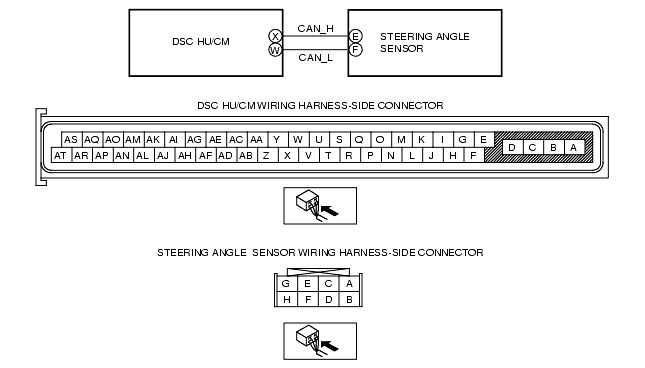 CAN_H
DSC HU/CM X W E F STEERING ANGLE
SENSOR
CAN_L
DSC HU/CM WIRING HARNESS-SIDE CONNECTOR
AS AQ AO AM AK AI AG AE AC AA Y W U S Q O M K I G E
D C B A
AT AR AP AN AL AJ AH AF AD AB Z X V T R P N L J H F
STEERING ANGLE SENSOR WIRING HARNESS-SIDE CONNECTOR
G E C A
H F D B